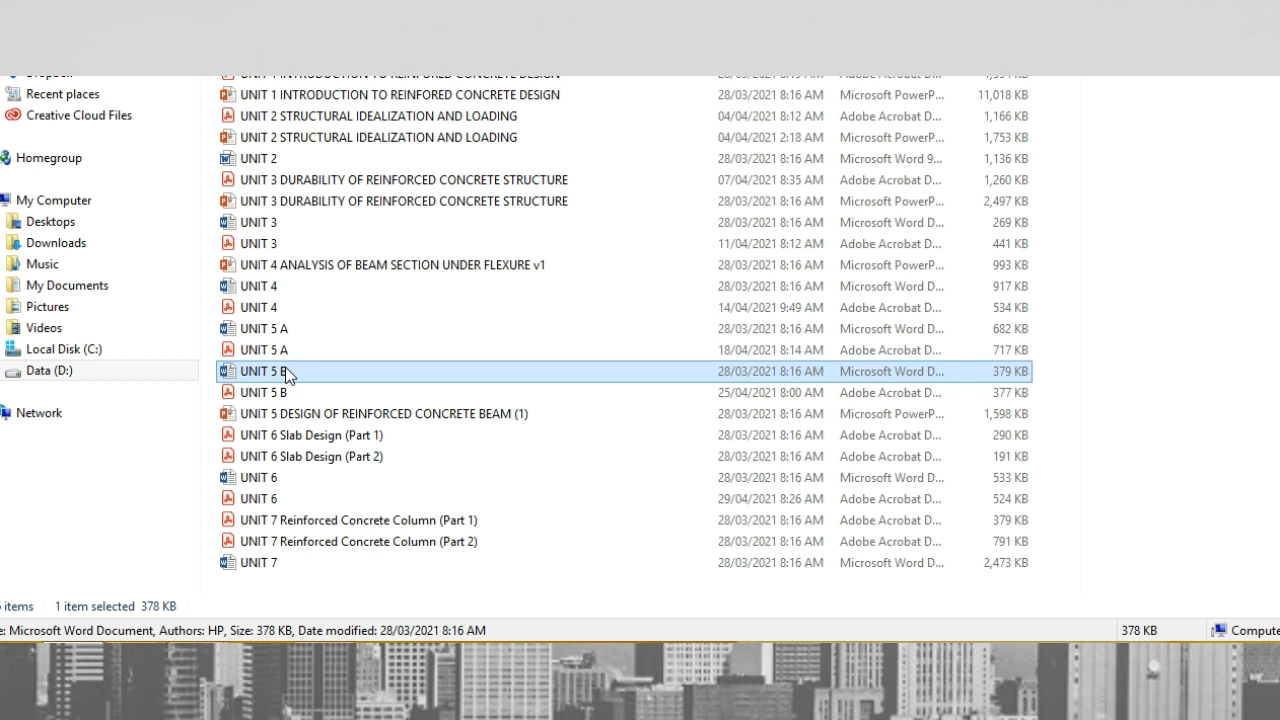 Dropbox
Recent places
Creative Cloud Files
Homegroup
My Computer
Desktops
Downloads
Music
My Documents
Pictures
Videos
Local Disk (C:)
Data (D:)
Network
UNIT 1 INTRODUCTION TO REINFORED CONCRETE DESIGN
UNIT 1 INTRODUCTION TO REINFORED CONCRETE DESIGN 28/03/2021 8:16 AM Microsoft PowerP... 11,018 KB
UNIT 2 STRUCTURAL IDEALIZATION AND LOADING 04/04/2021 8:12 AM Adobe Acrobat D... 1,166 KB
UNIT 2 STRUCTURAL IDEALIZATION AND LOADING 04/04/2021 2:18 AM Microsoft PowerP... 1,753 KB
UNIT 2 28/03/2021 8:16 AM Microsoft Word 9... 1,136 KB
UNIT 3 DURABILITY OF REINFORCED CONCRETE STRUCTURE 07/04/2021 8:35 AM Adobe Acrobat D... 1,260 KB
UNIT 3 DURABILITY OF REINFORCED CONCRETE STRUCTURE 28/03/2021 8:16 AM Microsoft PowerP... 2,497 KB
UNIT 3 28/03/2021 8:16 AM Microsoft Word D... 269 KB
UNIT 3 11/04/2021 8:12 AM Adobe Acrobat D... 441 KB
UNIT 4 ANALYSIS OF BEAM SECTION UNDER FLEXURE v1 28/03/2021 8:16 AM Microsoft PowerP... 993 KB
UNIT 4 28/03/2021 8:16 AM Microsoft Word D... 917 KB
UNIT 4 14/04/2021 9:49 AM Adobe Acrobat D... 534 KB
UNIT 5 A 28/03/2021 8:16 AM Microsoft Word D... 682 KB
UNIT 5 A 18/04/2021 8:14 AM Adobe Acrobat D... 717 KB
UNIT 5 B 28/03/2021 8:16 AM Microsoft Word D... 379 KB
UNIT 5 B 25/04/2021 8:00 AM Adobe Acrobat D... 377 KB
UNIT 5 DESIGN OF REINFORCED CONCRETE BEAM (1) 28/03/2021 8:16 AM Microsoft PowerP... 1,598 KB
UNIT 6 Slab Design (Part 1) 28/03/2021 8:16 AM Adobe Acrobat D... 290 KB
UNIT 6 Slab Design (Part 2) 28/03/2021 8:16 AM Adobe Acrobat D... 191 KB
UNIT 6 28/03/2021 8:16 AM Microsoft Word D... 533 KB
UNIT 6 29/04/2021 8:26 AM Adobe Acrobat D... 524 KB
UNIT 7 Reinforced Concrete Column (Part 1) 28/03/2021 8:16 AM Adobe Acrobat D... 379 KB
UNIT 7 Reinforced Concrete Column (Part 2) 28/03/2021 8:16 AM Adobe Acrobat D... 791 KB
UNIT 7 28/03/2021 8:16 AM Microsoft Word D... 2,473 KB
items 1 item selected 378 KB
e: Microsoft Word Document, Authors: HP, Size: 378 KB, Date modified: 28/03/2021 8:16 AM 378 KB Compute